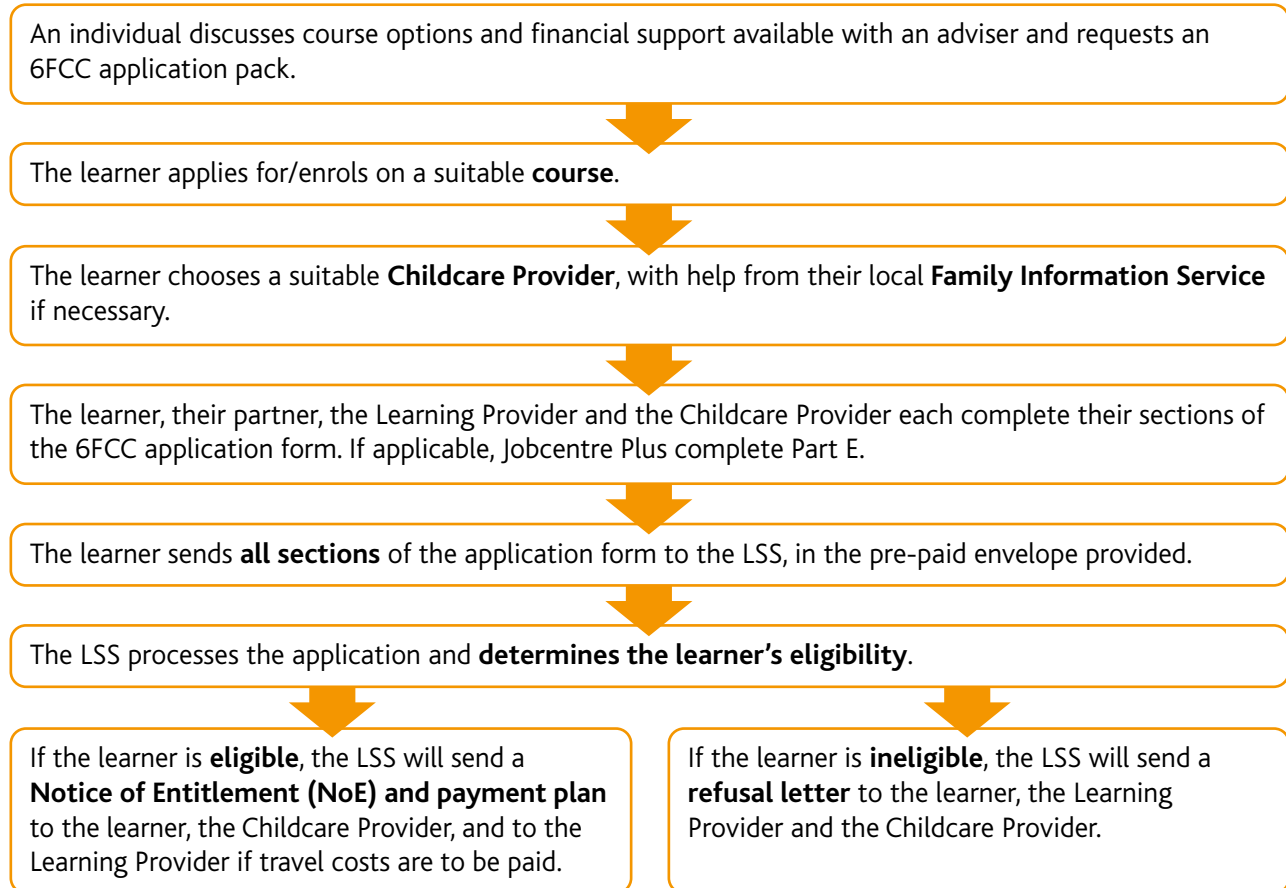 An individual discusses course options and financial support available with an adviser and requests an
6FCC application pack.
The learner applies for/enrols on a suitable course.
The learner chooses a suitable Childcare Provider, with help from their local Family Information Service
if necessary.
The learner, their partner, the Learning Provider and the Childcare Provider each complete their sections of
the 6FCC application form. If applicable, Jobcentre Plus complete Part E.
The learner sends all sections of the application form to the LSS, in the pre-paid envelope provided.
The LSS processes the application and determines the learner's eligibility.
If the learner is eligible, the LSS will send a
Notice of Entitlement (NoE) and payment plan
to the learner, the Childcare Provider, and to the
Learning Provider if travel costs are to be paid.
If the learner is ineligible, the LSS will send a
refusal letter to the learner, the Learning
Provider and the Childcare Provider.